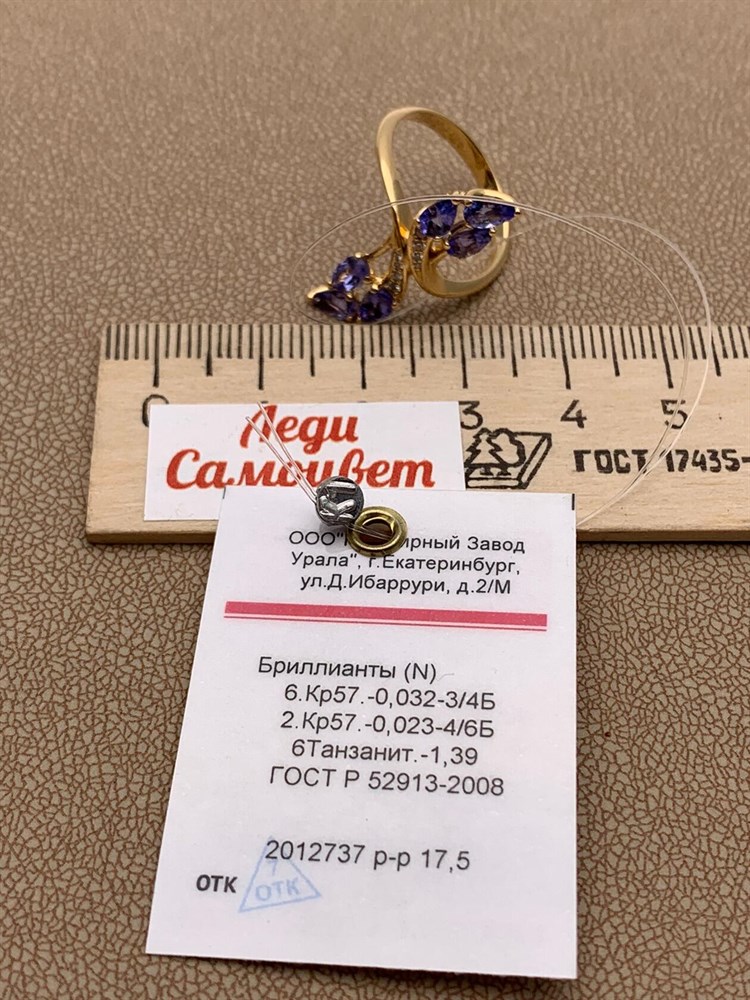 0 3 4 5
Леди
Самоцвет
ГОСТ 17435-
ООО" ирный Завод
Урала", г.Екатеринбург,
ул.Д.Ибаррури, д.2/М
Бриллианты (N)
6.Кр57.-0,032-3/4Б
2.Кр57.-0,023-4/6Б
6Танзанит.-1,39
ГОСТ Р 52913-2008
2012737 р-р 17,5
ОТК
7
ОТК